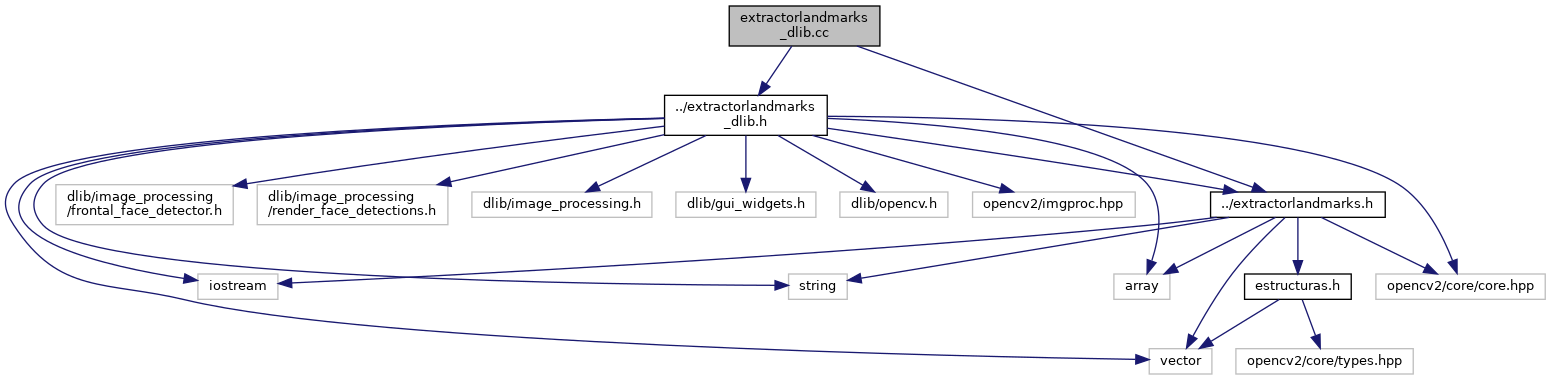 extractorlandmarks
_dlib.cc
../extractorlandmarks
_dlib.h
dlib/image_processing
/frontal_face_detector.h
dlib/image_processing
/render_face_detections.h
dlib/image_processing.h
dlib/gui_widgets.h
dlib/opencv.h
opencv2/imgproc.hpp
../extractorlandmarks.h
iostream
string
array
estructuras.h
opencv2/core/core.hpp
vector
opencv2/core/types.hpp